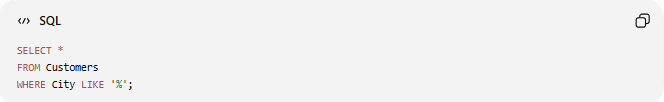 SQL
SELECT *
FROM Customers
WHERE City LIKE '%';